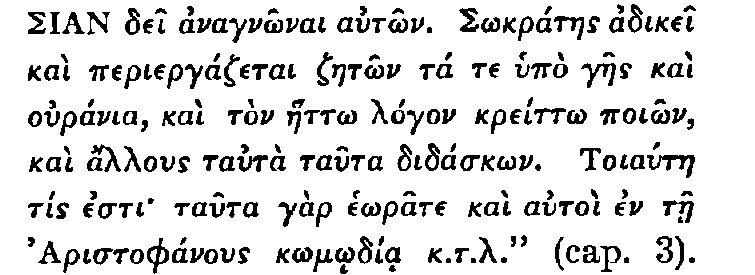 ΣΙΑΝ δεῖ ἀναγνῶναι αὐτῶν. Σωκράτης ἀδικεῖ
καὶ περιεργάζεται ζητῶν τά τε ὑπὸ γῆς καὶ
οὐράνια, καὶ τὸν ἥττω λόγον κρείττω ποιῶν,
καὶ ἄλλους ταὐτὰ ταῦτα διδάσκων. Τοιαύτη
τίς ἐστι· ταῦτα γὰρ ἑωρᾶτε καὶ αὐτοὶ ἐν τῇ
Ἀριστοφάνους κωμῳδίᾳ κ.τ.λ.” (cap. 3).